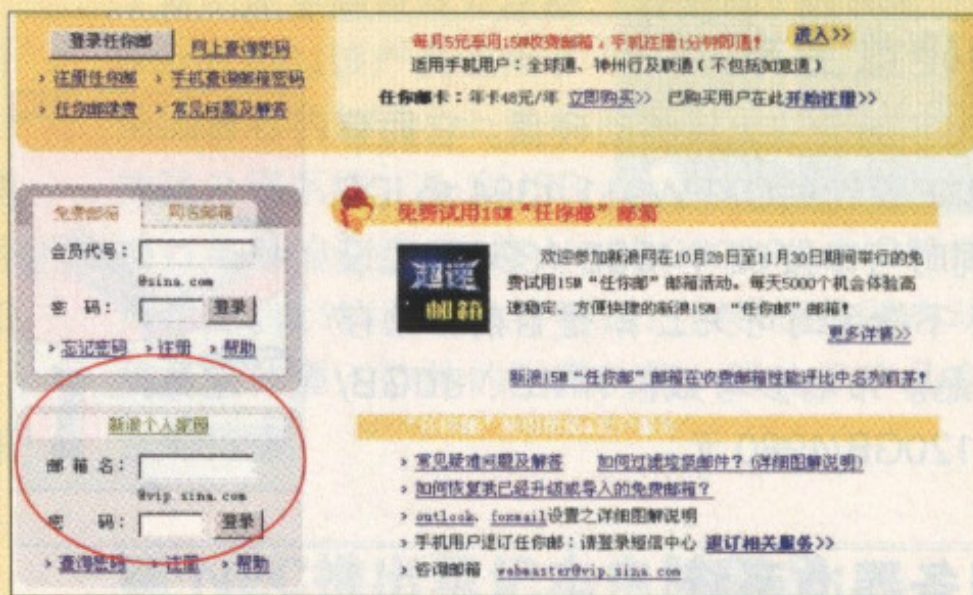 登录任你邮 网上查询密码
› 注册任你邮 › 手机查询邮箱密码
› 任你邮续费 › 常见问题及解答
每月5元享用15M收费邮箱,手机注册1分钟即通! 进入>>
适用手机用户:全球通、神州行及联通(不包括如意通)
任你邮卡:年卡48元/年 立即购买>> 已购买用户在此开始注册>>
免费邮箱 网名邮箱
会员代号:
@sina.com
密 码: 登录
› 忘记密码 › 注册 › 帮助
新浪个人家园
邮箱名:
@vip.sina.com
密 码: 登录
› 查询密码 › 注册 › 帮助
免费试用15M“任你邮”邮箱
超速
邮箱
欢迎参加新浪网在10月28日至11月30日期间举行的免
费试用15M“任你邮”邮箱活动。每天5000个机会体验高
速稳定、方便快捷的新浪15M “任你邮”邮箱!
更多详情>>
新浪15M“任你邮”邮箱在收费邮箱性能评比中名列前茅!
› 常见疑难问题及解答 如何过滤垃圾邮件?(详细图解说明)
› 如何恢复我已经升级或导入的免费邮箱?
› outlook、foxmail设置之详细图解说明
› 手机用户退订任你邮:请登录短信中心 退订相关服务>>
› 咨询邮箱 webmaster@vip.sina.com